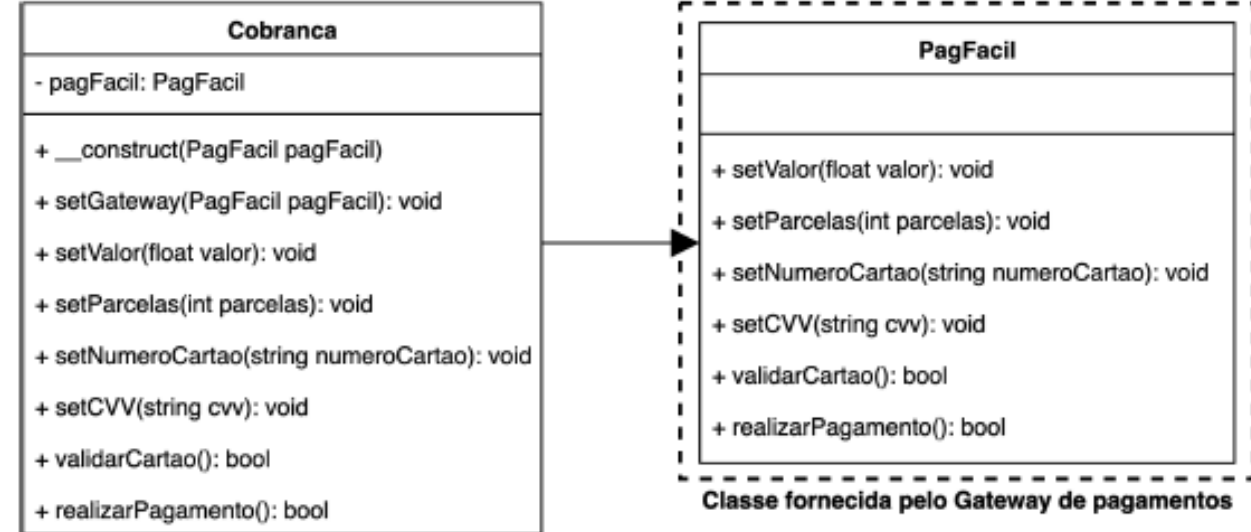 Cobranca
- pagFacil: PagFacil
+ __construct(PagFacil pagFacil)
+ setGateway(PagFacil pagFacil): void
+ setValor(float valor): void
+ setParcelas(int parcelas): void
+ setNumeroCartao(string numeroCartao): void
+ setCVV(string cvv): void
+ validarCartao(): bool
+ realizarPagamento(): bool
PagFacil
+ setValor(float valor): void
+ setParcelas(int parcelas): void
+ setNumeroCartao(string numeroCartao): void
+ setCVV(string cvv): void
+ validarCartao(): bool
+ realizarPagamento(): bool
Classe fornecida pelo Gateway de pagamentos